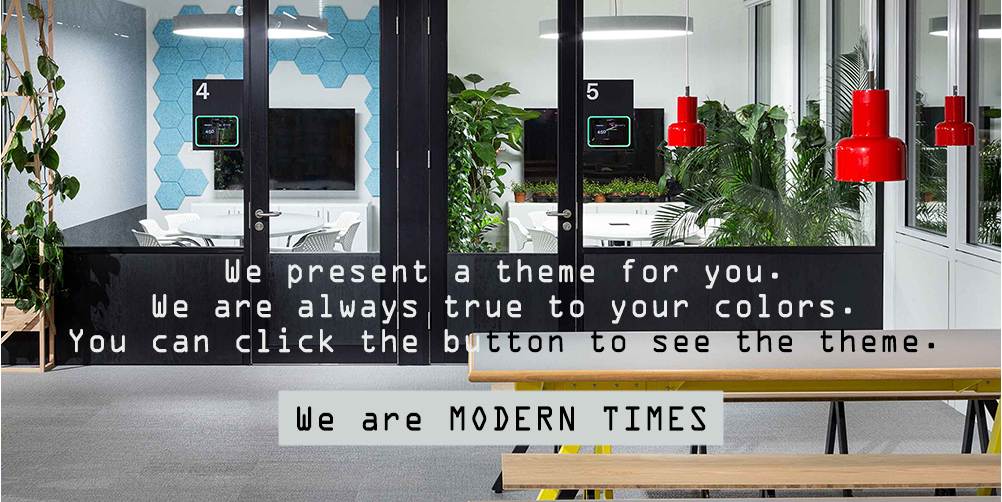 4
5
We present a theme for you.
We are always true to your colors.
You can click the button to see the theme.
We are MODERN TIMES